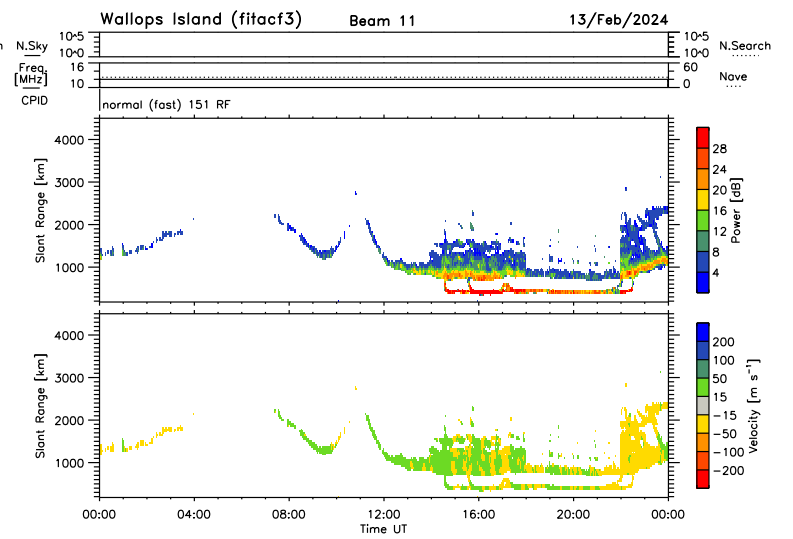 Wallops Island (fitacf3) Beam 11 13/Feb/2024
n N.Sky 10^5 10^5 N.Search
10^0 10^0
Freq. 16 60 Nave
[MHz] 10 0
CPID normal (fast) 151 RF
Slant Range [km]
4000
3000
2000
1000
28
24
20
16
12
8
4
Power [dB]
Slant Range [km]
4000
3000
2000
1000
200
100
50
15
-15
-50
-100
-200
Velocity [m s⁻¹]
00:00 04:00 08:00 12:00 16:00 20:00 00:00
Time UT